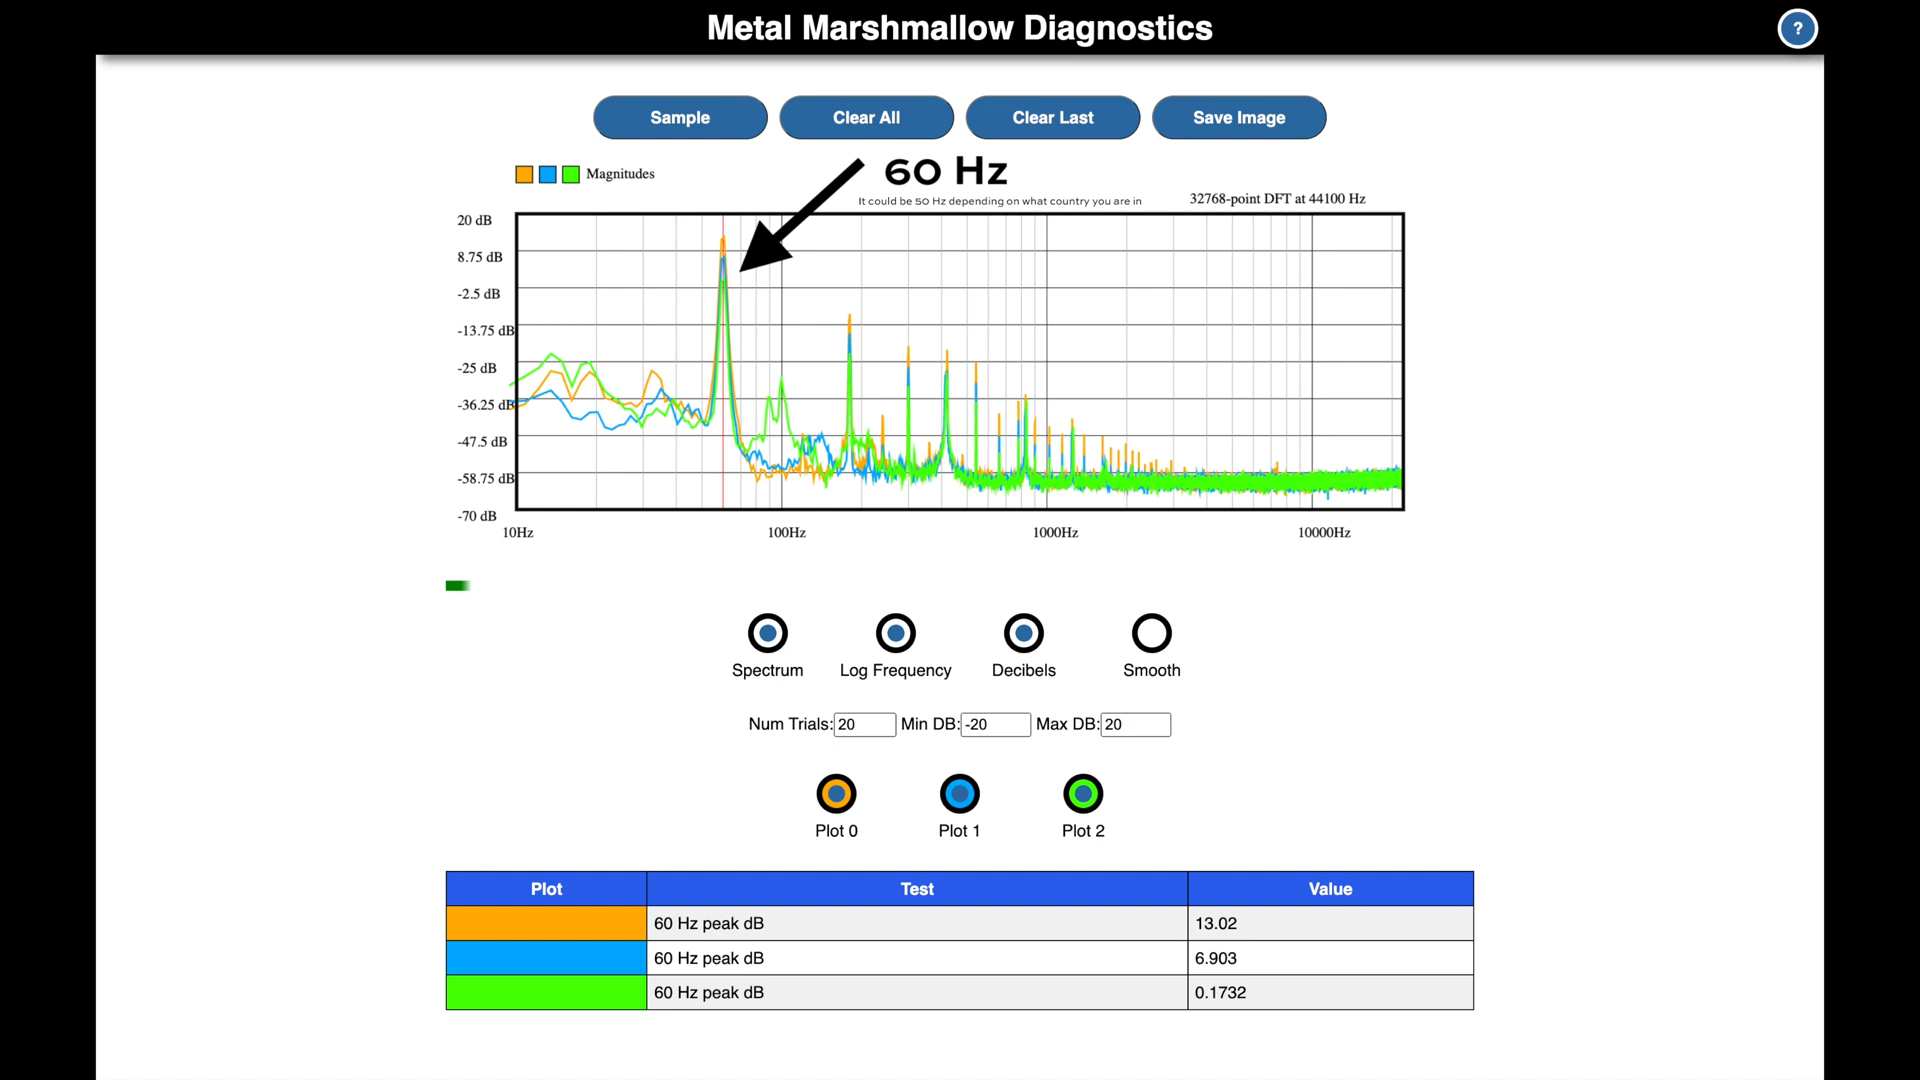 Metal Marshmallow Diagnostics
?
Sample Clear All Clear Last Save Image
60 Hz
Magnitudes
It could be 50 Hz depending on what country you are in
32768-point DFT at 44100 Hz
20 dB
8.75 dB
-2.5 dB
-13.75 dB
-25 dB
-36.25 dB
-47.5 dB
-58.75 dB
-70 dB
10Hz 100Hz 1000Hz 10000Hz
Spectrum Log Frequency Decibels Smooth
Num Trials: 20 Min DB: -20 Max DB: 20
Plot 0 Plot 1 Plot 2
Plot Test Value
60 Hz peak dB 13.02
60 Hz peak dB 6.903
60 Hz peak dB 0.1732